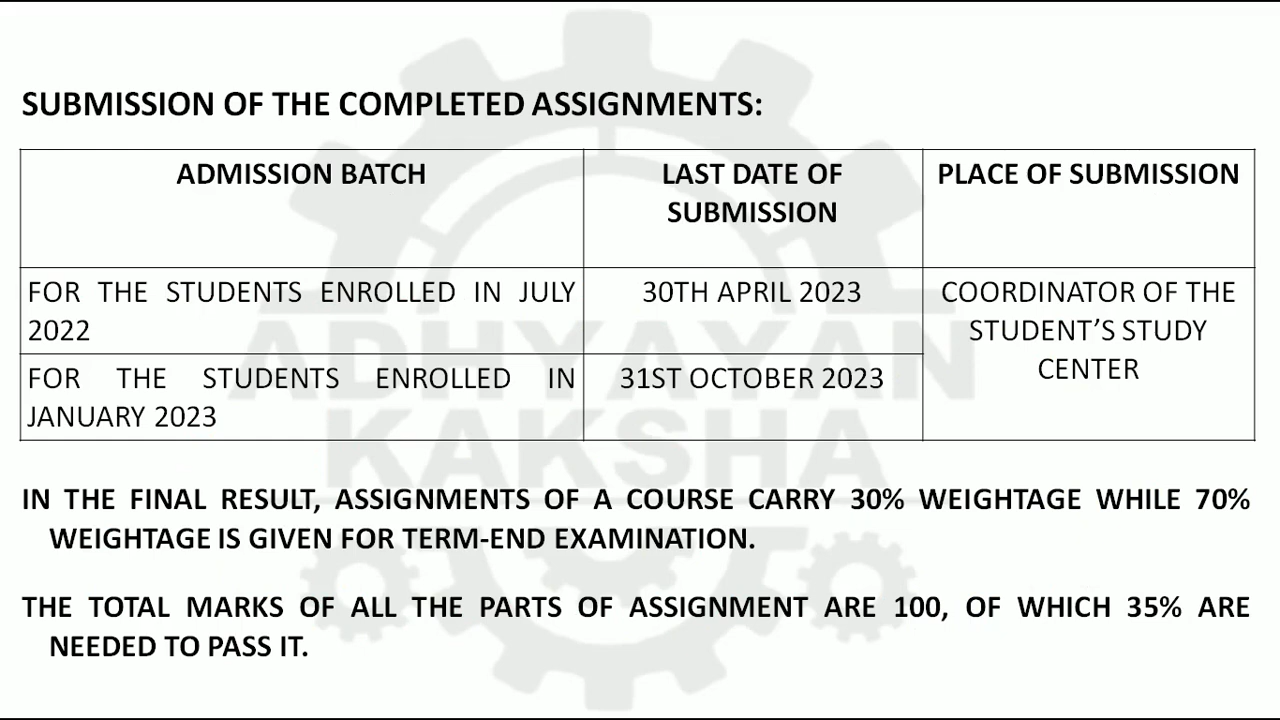 SUBMISSION OF THE COMPLETED ASSIGNMENTS:
ADMISSION BATCH
LAST DATE OF
SUBMISSION
PLACE OF SUBMISSION
FOR THE STUDENTS ENROLLED IN JULY
2022
30TH APRIL 2023
COORDINATOR OF THE
STUDENT’S STUDY
CENTER
FOR THE STUDENTS ENROLLED IN
JANUARY 2023
31ST OCTOBER 2023
ADHYAYAN
KAKSHA
IN THE FINAL RESULT, ASSIGNMENTS OF A COURSE CARRY 30% WEIGHTAGE WHILE 70%
WEIGHTAGE IS GIVEN FOR TERM-END EXAMINATION.
THE TOTAL MARKS OF ALL THE PARTS OF ASSIGNMENT ARE 100, OF WHICH 35% ARE
NEEDED TO PASS IT.